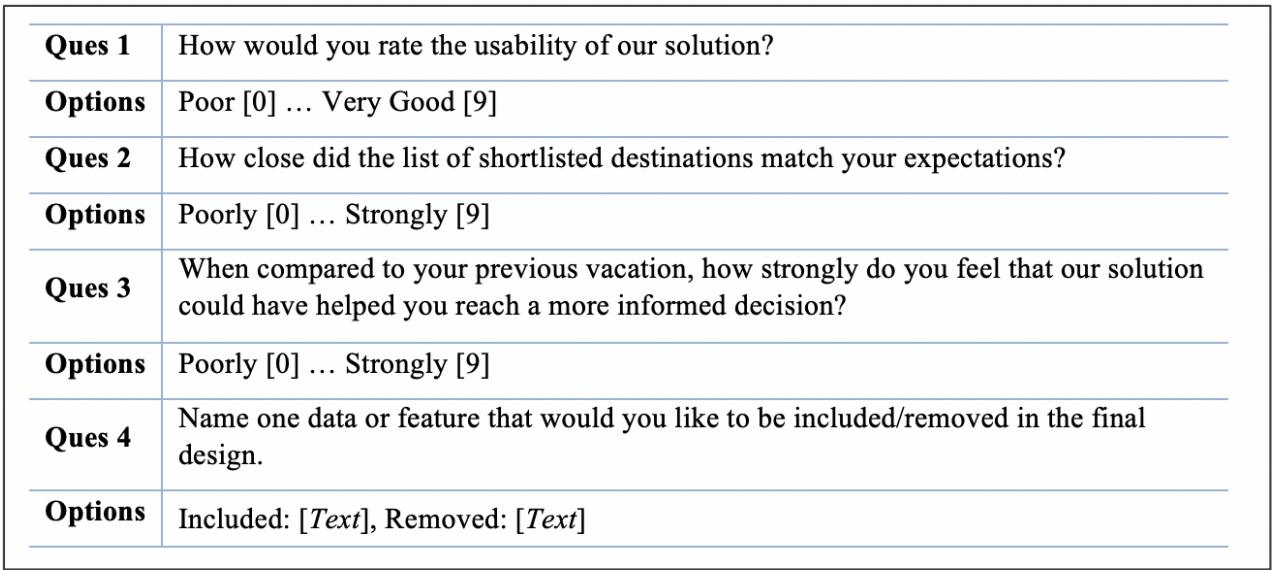 Ques 1 How would you rate the usability of our solution?
Options Poor [0] … Very Good [9]
Ques 2 How close did the list of shortlisted destinations match your expectations?
Options Poorly [0] … Strongly [9]
Ques 3 When compared to your previous vacation, how strongly do you feel that our solution
could have helped you reach a more informed decision?
Options Poorly [0] … Strongly [9]
Ques 4 Name one data or feature that would you like to be included/removed in the final
design.
Options Included: [Text], Removed: [Text]